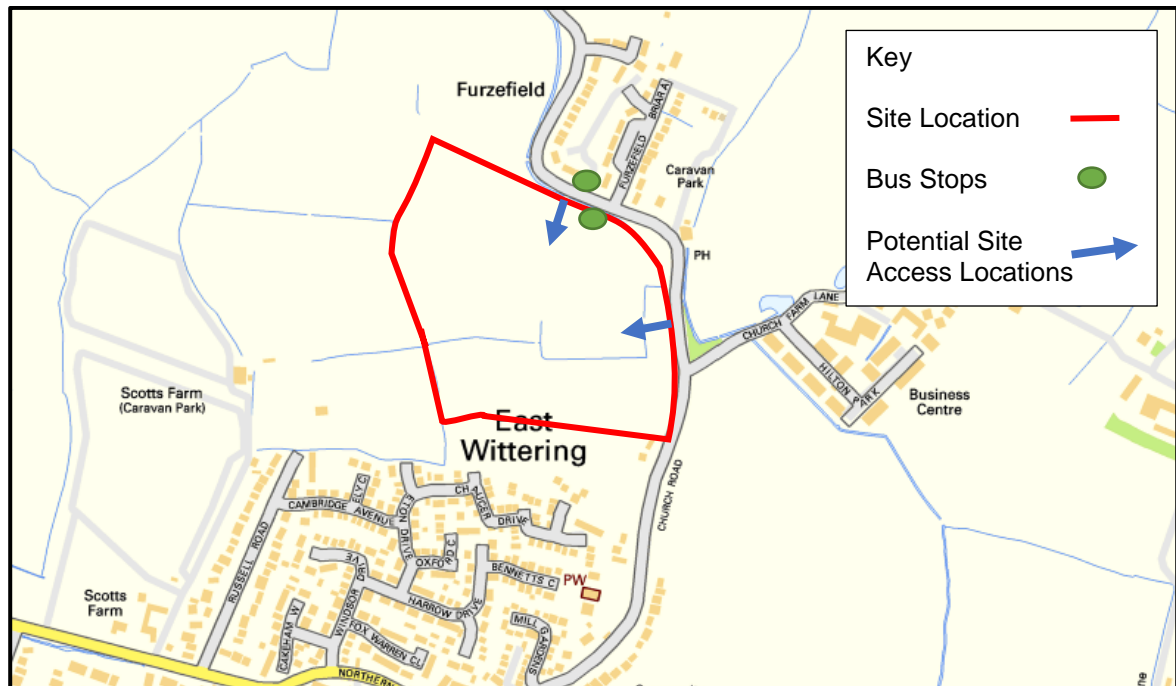 Key
Site Location
Bus Stops
Potential Site
Access Locations
Furzefield
BRIAR A
FURZEFIELD
Caravan
Park
PH
CHURCH FARM LANE
HILTON PARK
Business
Centre
Scotts Farm
(Caravan Park)
East
Wittering
CHURCH ROAD
CHAUCER DRIVE
ELY C
CAMBRIDGE AVENUE
ETON DRIVE
OXFORD C
RUSSELL ROAD
BENNETTS C
PW
WINDSOR DRIVE
HARROW DRIVE
Scotts
Farm
MILL
GARDENS
CAKEHAM W
FOX WARREN CL
NORTHERN